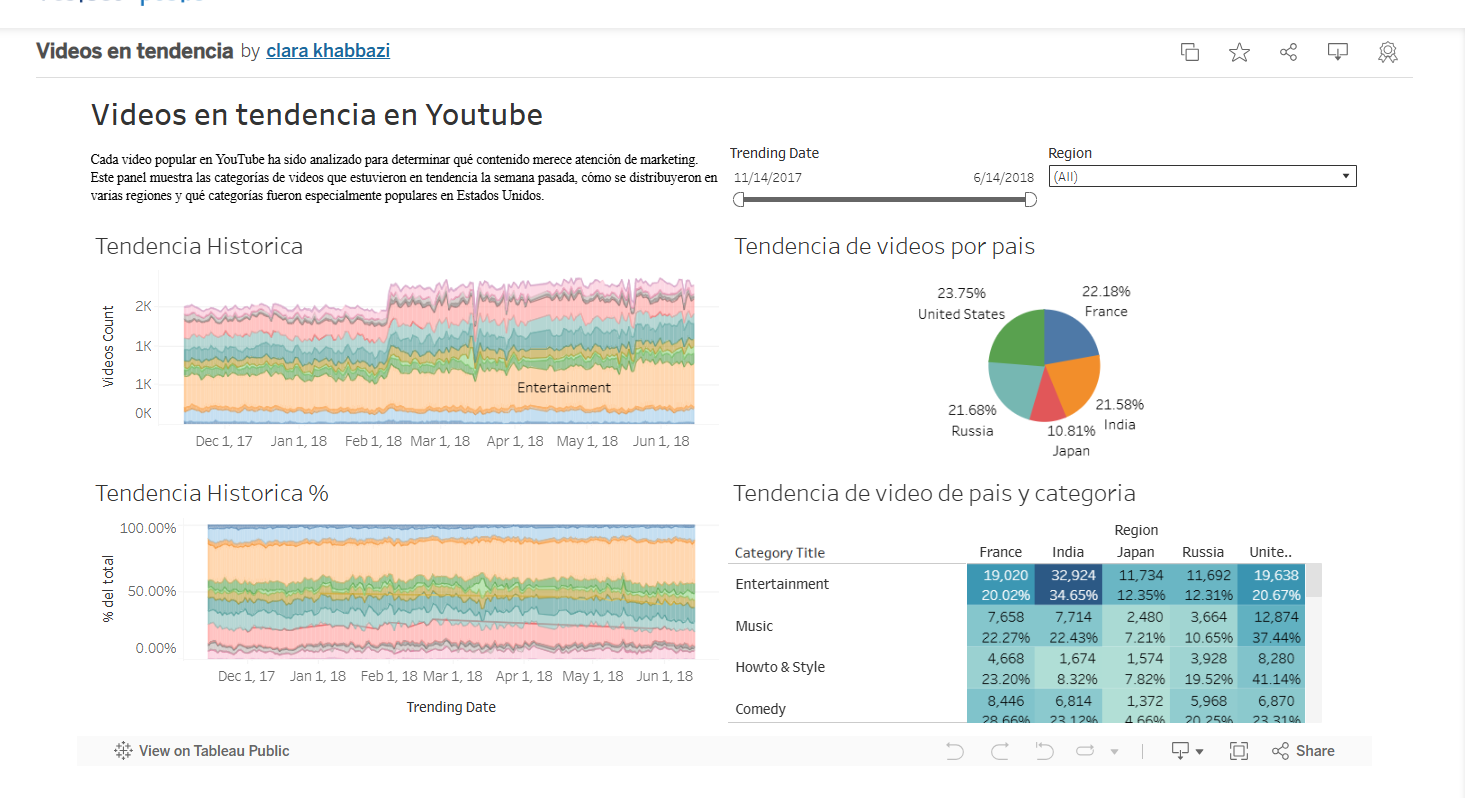 Videos en tendencia by clara khabbazi
Videos en tendencia en Youtube
Cada video popular en YouTube ha sido analizado para determinar qué contenido merece atención de marketing.
Este panel muestra las categorías de videos que estuvieron en tendencia la semana pasada, cómo se distribuyeron en
varias regiones y qué categorías fueron especialmente populares en Estados Unidos.
Trending Date
11/14/2017 6/14/2018
Region
(All)
Tendencia Historica
Videos Count
2K
1K
1K
0K
Entertainment
Dec 1, 17 Jan 1, 18 Feb 1, 18 Mar 1, 18 Apr 1, 18 May 1, 18 Jun 1, 18
Tendencia de videos por pais
23.75%
United States
22.18%
France
21.58%
India
10.81%
Japan
21.68%
Russia
Tendencia Historica %
% del total
100.00%
50.00%
0.00%
Dec 1, 17 Jan 1, 18 Feb 1, 18 Mar 1, 18 Apr 1, 18 May 1, 18 Jun 1, 18
Trending Date
Tendencia de video de pais y categoria
Region
Category Title France India Japan Russia Unite..
Entertainment
19,020 32,924 11,734 11,692 19,638
20.02% 34.65% 12.35% 12.31% 20.67%
Music
7,658 7,714 2,480 3,664 12,874
22.27% 22.43% 7.21% 10.65% 37.44%
Howto & Style
4,668 1,674 1,574 3,928 8,280
23.20% 8.32% 7.82% 19.52% 41.14%
Comedy
8,446 6,814 1,372 5,968 6,870
28.66% 23.12% 4.66% 20.25% 23.31%
View on Tableau Public
Share